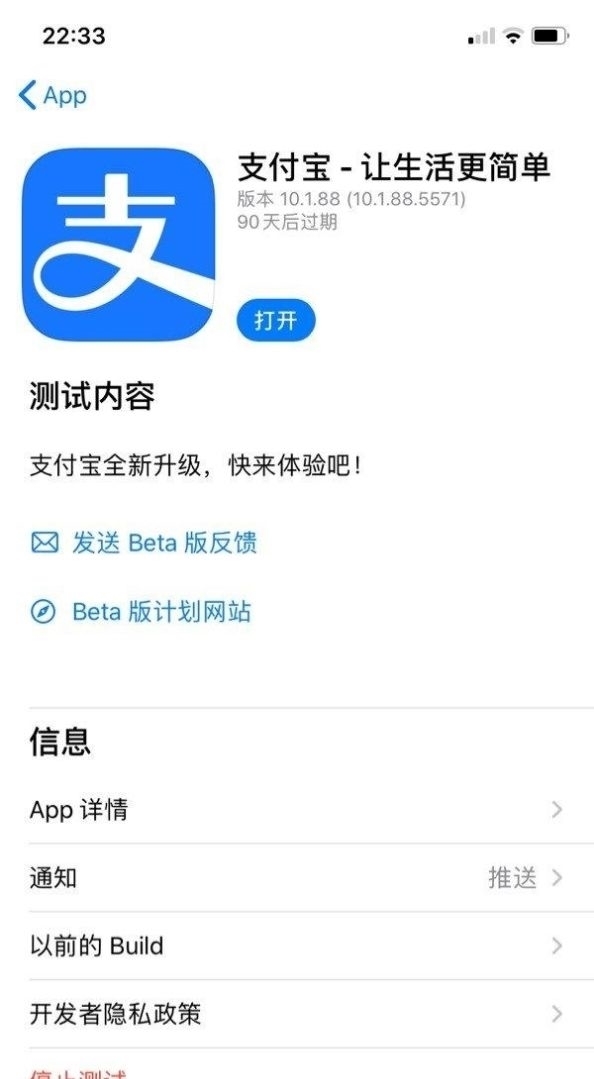 22:33
App
支付宝 - 让生活更简单
版本 10.1.88 (10.1.88.5571)
90 天后过期
支
打开
测试内容
支付宝全新升级，快来体验吧！
发送 Beta 版反馈
Beta 版计划网站
信息
App 详情
通知 推送
以前的 Build
开发者隐私政策
停止测试